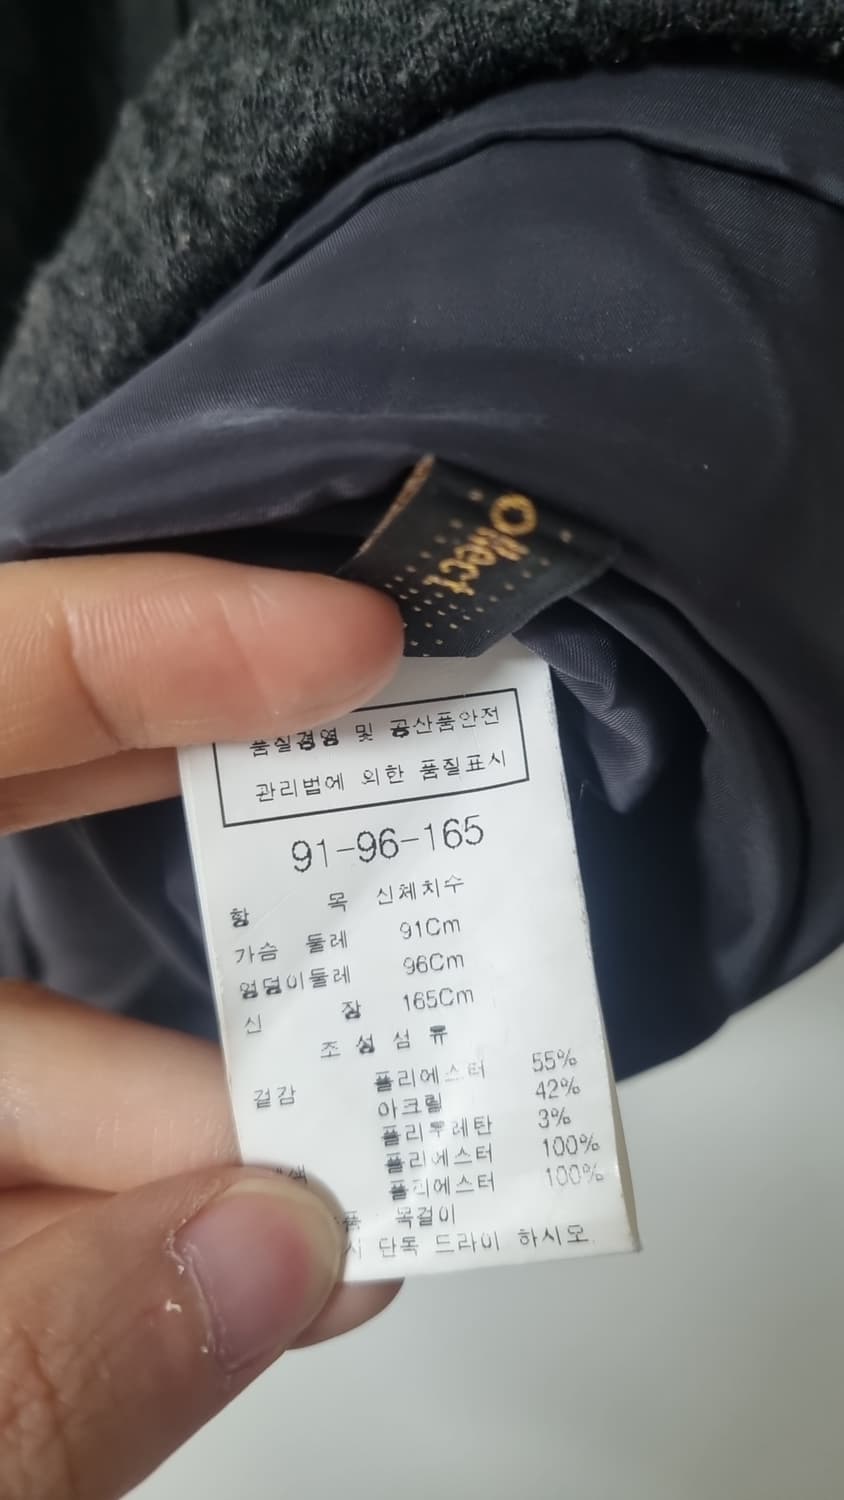 Ollect
품질경영 및 공산품안전
관리법에 의한 품질표시
91-96-165
항 목 신체치수
가슴 둘레 91Cm
엉덩이둘레 96Cm
신 장 165Cm
조 성 섬 유
겉감 폴리에스터 55%
아크릴 42%
폴리우레탄 3%
폴리에스터 100%
폴리에스터 100%
품 목걸이
시 단독 드라이 하시오.